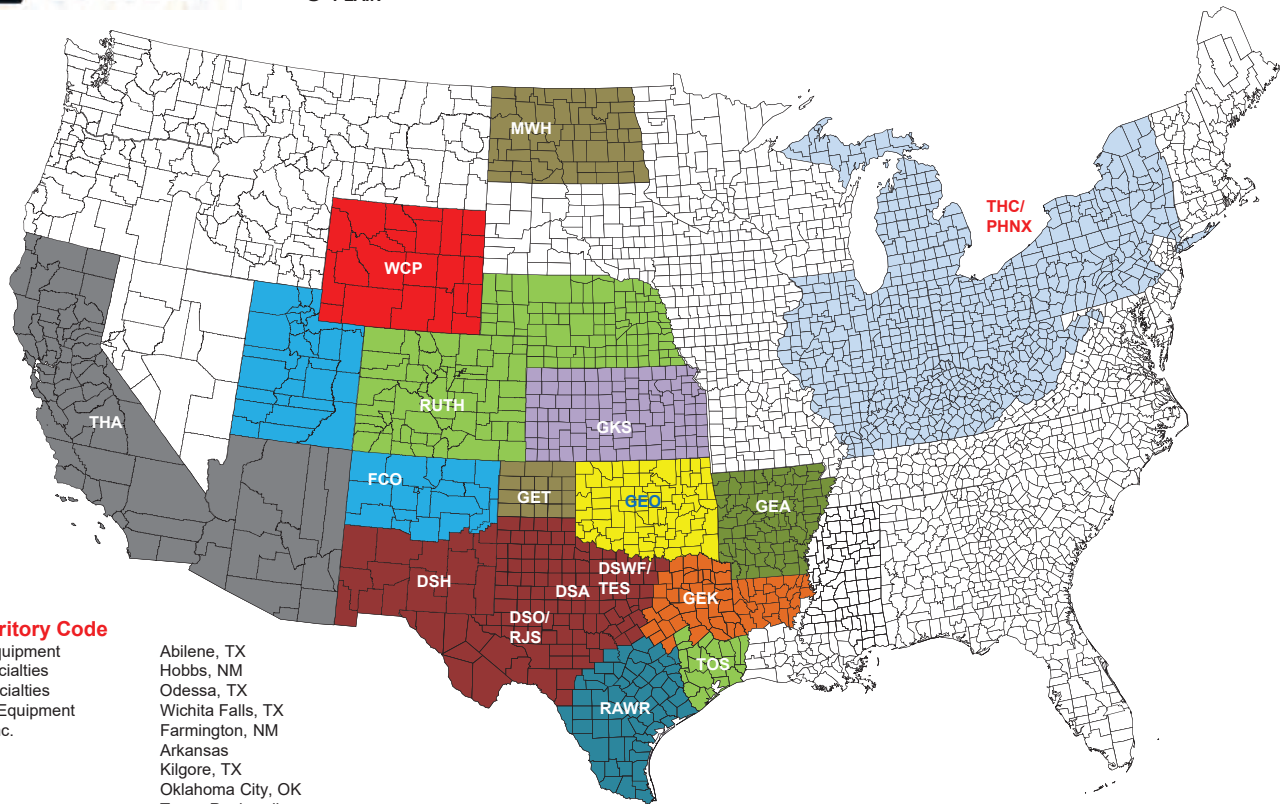 MWH
THC/
PHNX
WCP
RUTH
THA
GKS
FCO
GET
GEO
GEA
DSH
DSA
DSWF/
TES
DSO/
RJS
GEK
TOS
RAWR
ritory Code
Abilene, TX
cialties Hobbs, NM
cialties Odessa, TX
Equipment Wichita Falls, TX
Farmington, NM
Arkansas
Kilgore, TX
Oklahoma City, OK